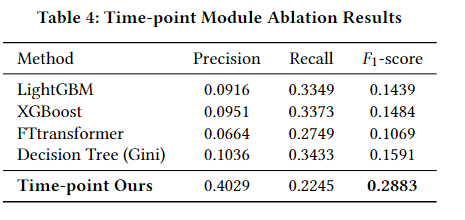 Table 4: Time-point Module Ablation Results
Method Precision Recall F₁-score
LightGBM 0.0916 0.3349 0.1439
XGBoost 0.0951 0.3373 0.1484
FTtransformer 0.0664 0.2749 0.1069
Decision Tree (Gini) 0.1036 0.3433 0.1591
Time-point Ours 0.4029 0.2245 0.2883